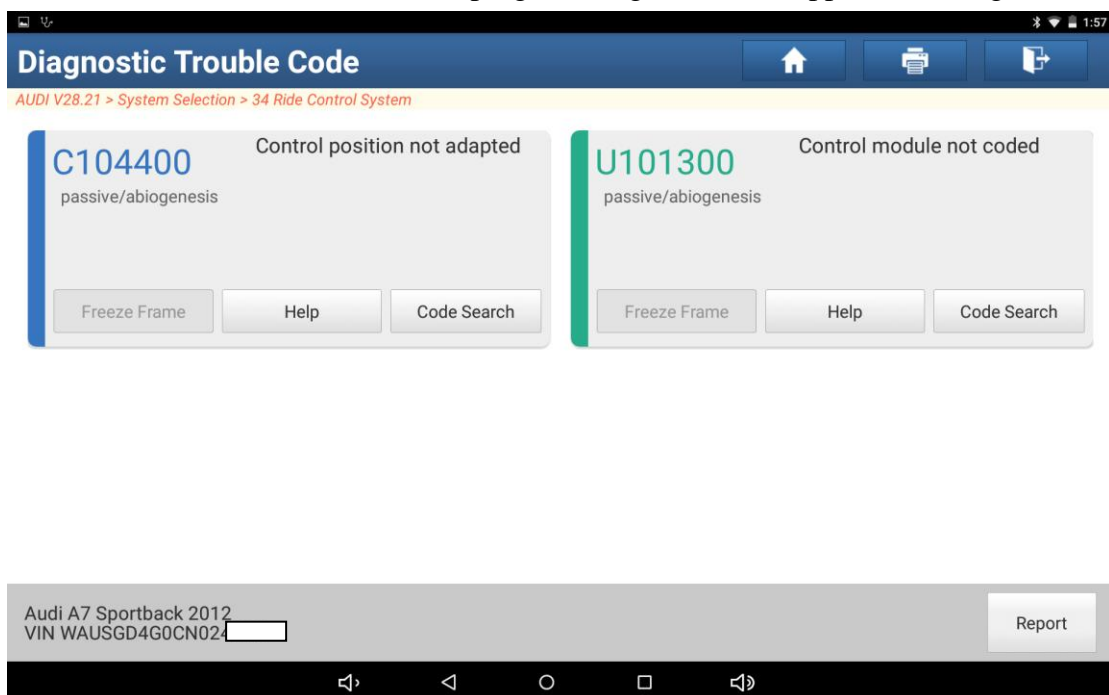 1:57
Diagnostic Trouble Code
AUDI V28.21 > System Selection > 34 Ride Control System
C104400
Control position not adapted
passive/abiogenesis
Freeze Frame
Help
Code Search
U101300
Control module not coded
passive/abiogenesis
Freeze Frame
Help
Code Search
Audi A7 Sportback 2012
VIN WAUSGD4G0CN02
Report